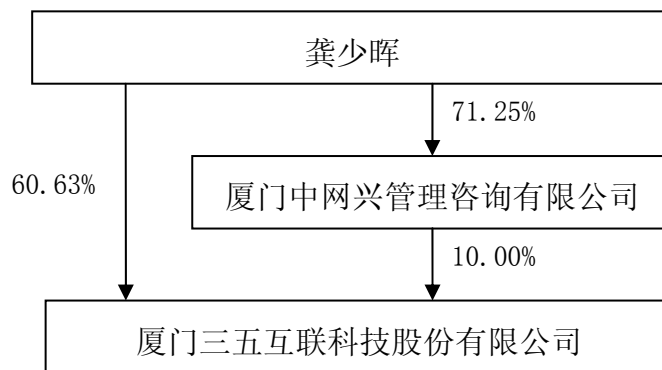 龚少晖
71.25%
60.63%
厦门中网兴管理咨询有限公司
10.00%
厦门三五互联科技股份有限公司